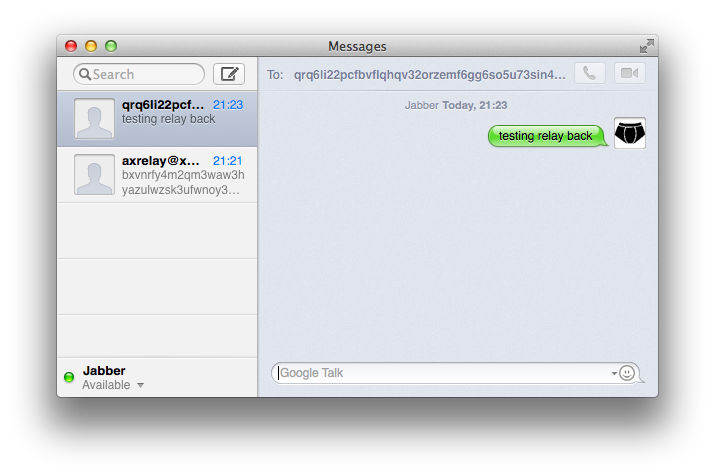 Messages
Search
qrq6li22pcf... 21:23
testing relay back
axrelay@x... 21:21
bxvnrfy4m2qm3waw3h
yazulwzsk3ufwnoy3...
Jabber
Available
To: qrq6li22pcfbvflqhqv32orzemf6gg6so5u73sin4...
Jabber Today, 21:23
testing relay back
Google Talk